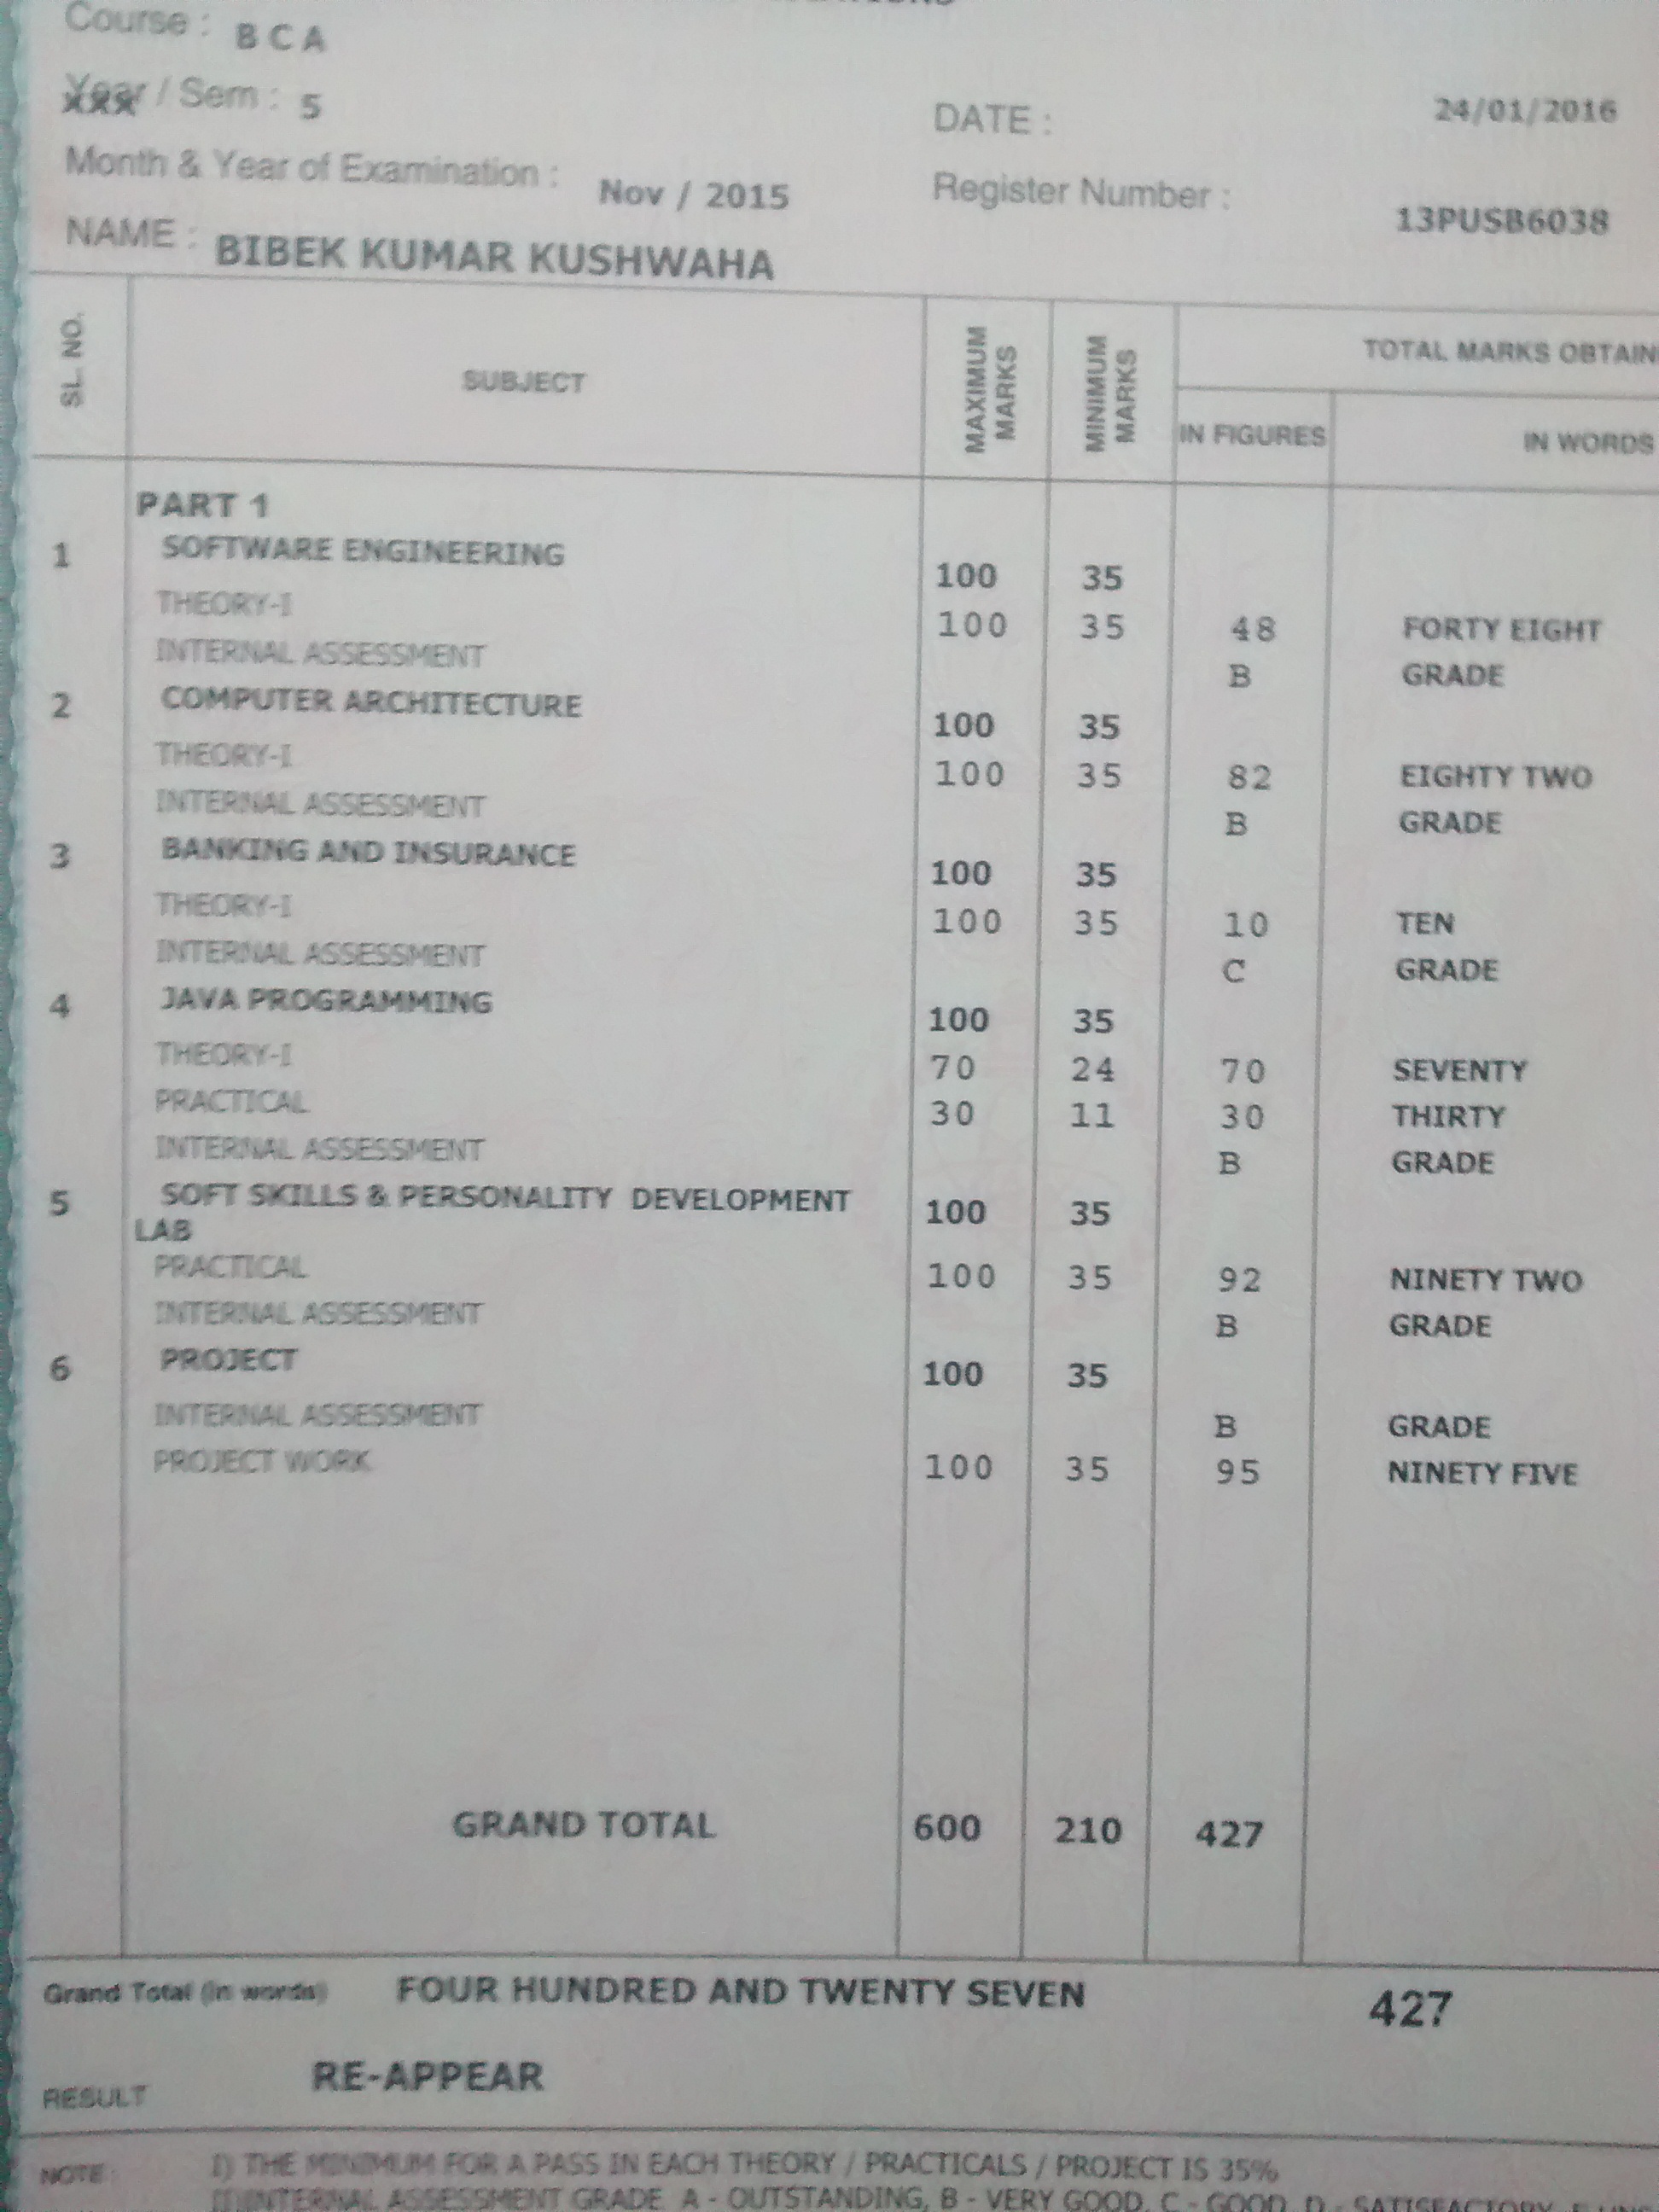 Course : B C A
Year / Sem : 5
DATE : 24/01/2016
Month & Year of Examination : Nov / 2015
Register Number : 13PUSB6038
NAME : BIBEK KUMAR KUSHWAHA
SL. NO. SUBJECT MAXIMUM MARKS MINIMUM MARKS TOTAL MARKS OBTAIN
IN FIGURES IN WORDS
PART 1
1 SOFTWARE ENGINEERING 100 35
THEORY-I 100 35 48 FORTY EIGHT
INTERNAL ASSESSMENT B GRADE
2 COMPUTER ARCHITECTURE 100 35
THEORY-I 100 35 82 EIGHTY TWO
INTERNAL ASSESSMENT B GRADE
3 BANKING AND INSURANCE 100 35
THEORY-I 100 35 10 TEN
INTERNAL ASSESSMENT C GRADE
4 JAVA PROGRAMMING 100 35
THEORY-I 70 24 70 SEVENTY
PRACTICAL 30 11 30 THIRTY
INTERNAL ASSESSMENT B GRADE
5 SOFT SKILLS & PERSONALITY DEVELOPMENT 100 35
LAB
PRACTICAL 100 35 92 NINETY TWO
INTERNAL ASSESSMENT B GRADE
6 PROJECT 100 35
INTERNAL ASSESSMENT B GRADE
PROJECT WORK 100 35 95 NINETY FIVE
GRAND TOTAL 600 210 427
Grand Total (in words) FOUR HUNDRED AND TWENTY SEVEN 427
RESULT RE-APPEAR
NOTE: I) THE MINIMUM FOR A PASS IN EACH THEORY / PRACTICALS / PROJECT IS 35%
II) INTERNAL ASSESSMENT GRADE A - OUTSTANDING, B - VERY GOOD, C - GOOD, D - SATISFACTORY